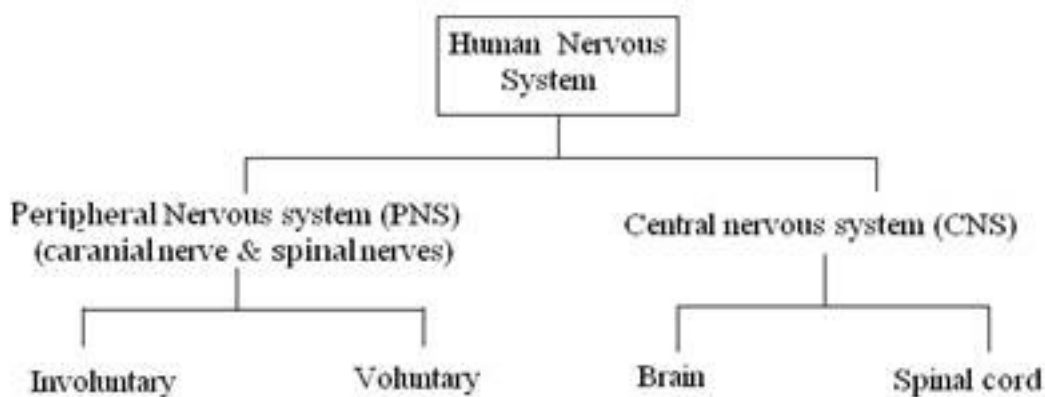 Human Nervous
System
Peripheral Nervous system (PNS)
(caranial nerve & spinal nerves)
Central nervous system (CNS)
Involuntary
Voluntary
Brain
Spinal cord